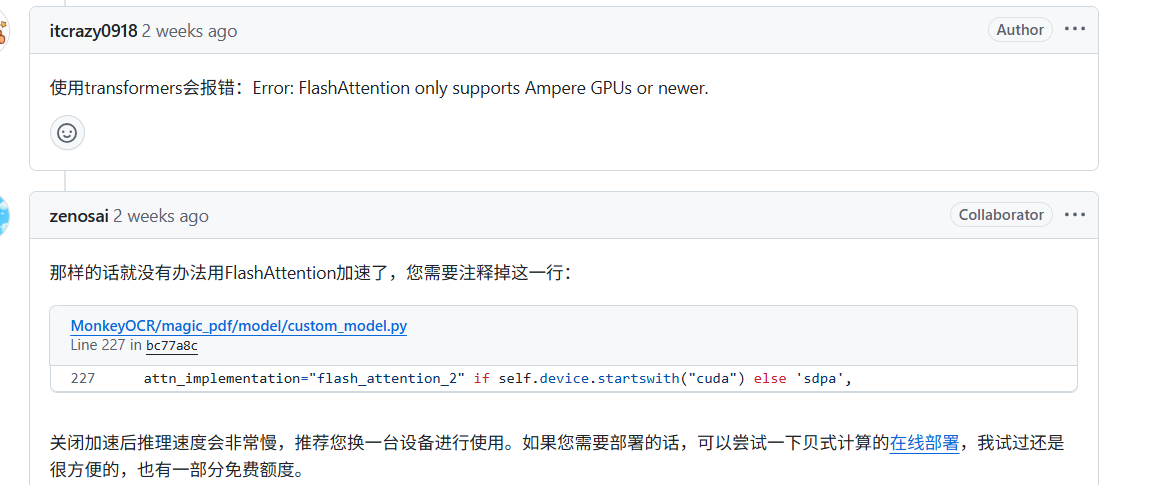 itcrazy0918 2 weeks ago
Author
使用transformers会报错：Error: FlashAttention only supports Ampere GPUs or newer.
zenosai 2 weeks ago
Collaborator
那样的话就没有办法用FlashAttention加速了，您需要注释掉这一行：
MonkeyOCR/magic_pdf/model/custom_model.py
Line 227 in bc77a8c
227 attn_implementation="flash_attention_2" if self.device.startswith("cuda") else 'sdpa',
关闭加速后推理速度会非常慢，推荐您换一台设备进行使用。如果您需要部署的话，可以尝试一下贝式计算的在线部署，我试过还是
很方便的，也有一部分免费额度。